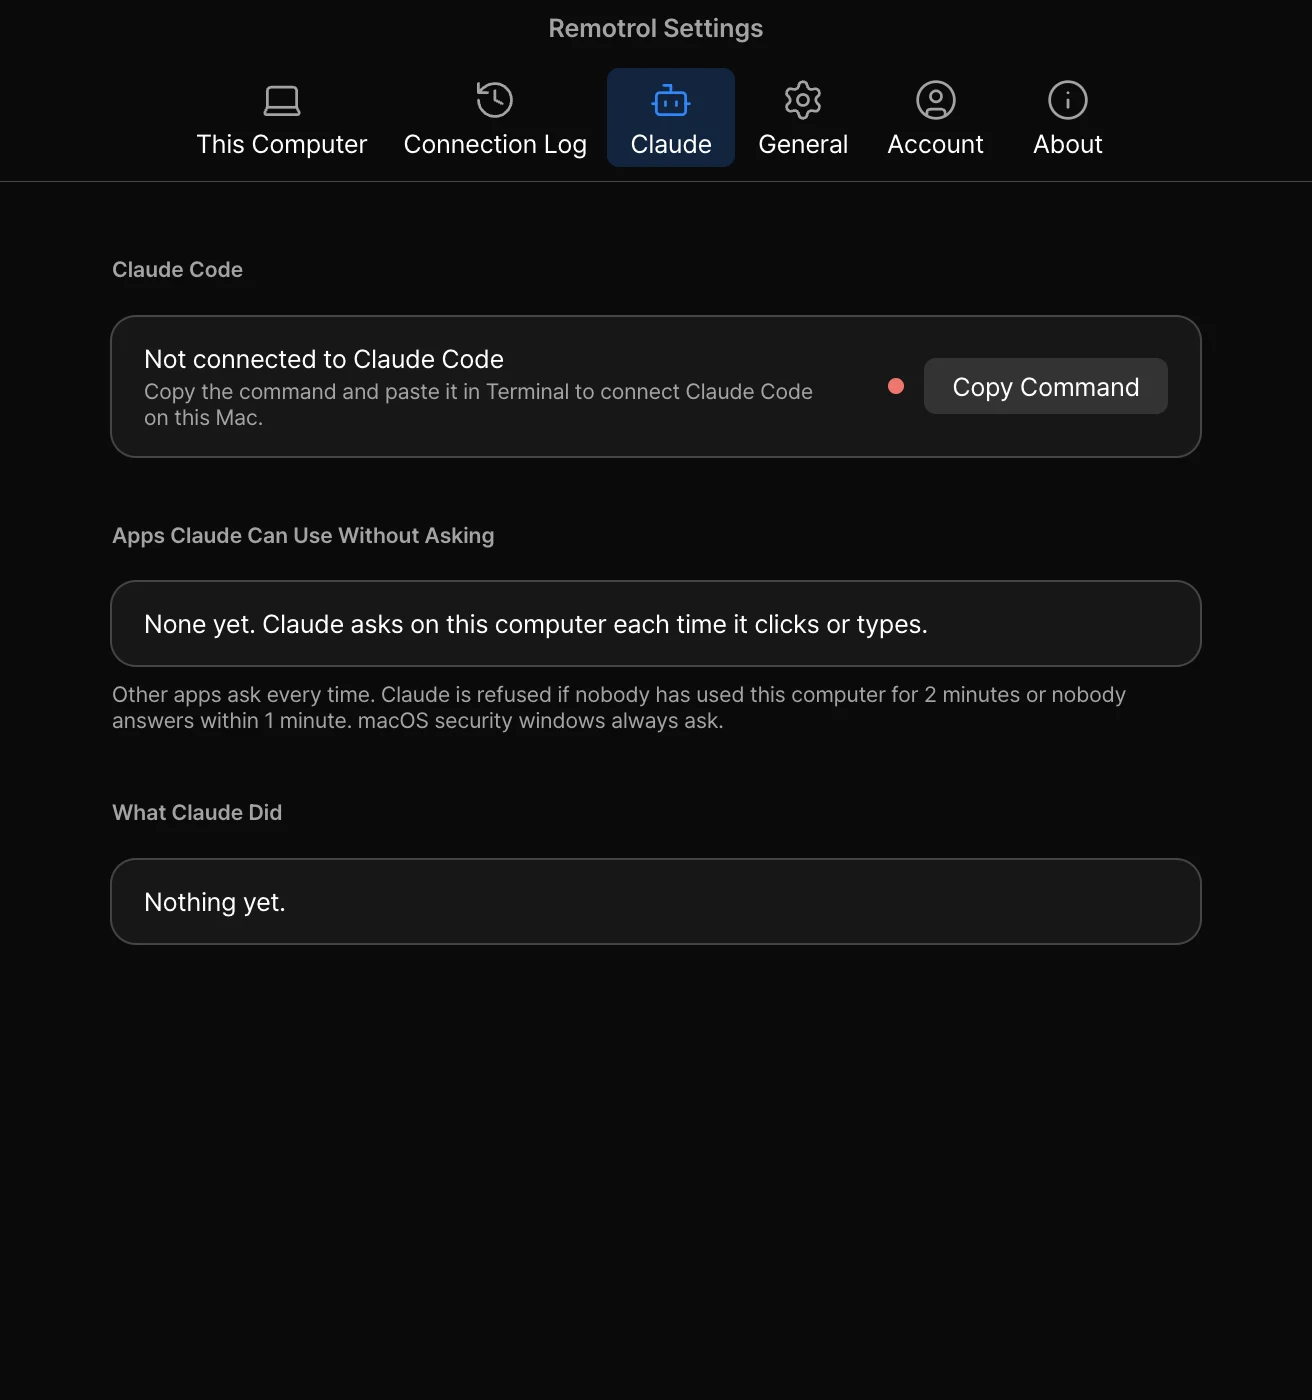 Remotrol Settings
This Computer
Connection Log
Claude
General
Account
About
Claude Code
Not connected to Claude Code
Copy the command and paste it in Terminal to connect Claude Code
on this Mac.
Copy Command
Apps Claude Can Use Without Asking
None yet. Claude asks on this computer each time it clicks or types.
Other apps ask every time. Claude is refused if nobody has used this computer for 2 minutes or nobody
answers within 1 minute. macOS security windows always ask.
What Claude Did
Nothing yet.